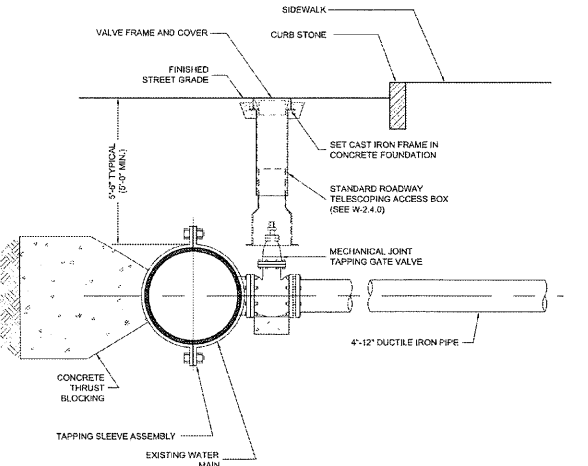 SIDEWALK
VALVE FRAME AND COVER
CURB STONE
FINISHED
STREET GRADE
5'-6" TYPICAL
(5'-0" MIN.)
SET CAST IRON FRAME IN
CONCRETE FOUNDATION
STANDARD ROADWAY
TELESCOPING ACCESS BOX
(SEE W-2.4.0)
MECHANICAL JOINT
TAPPING GATE VALVE
4"-12" DUCTILE IRON PIPE
CONCRETE
THRUST
BLOCKING
TAPPING SLEEVE ASSEMBLY
EXISTING WATER
MAIN